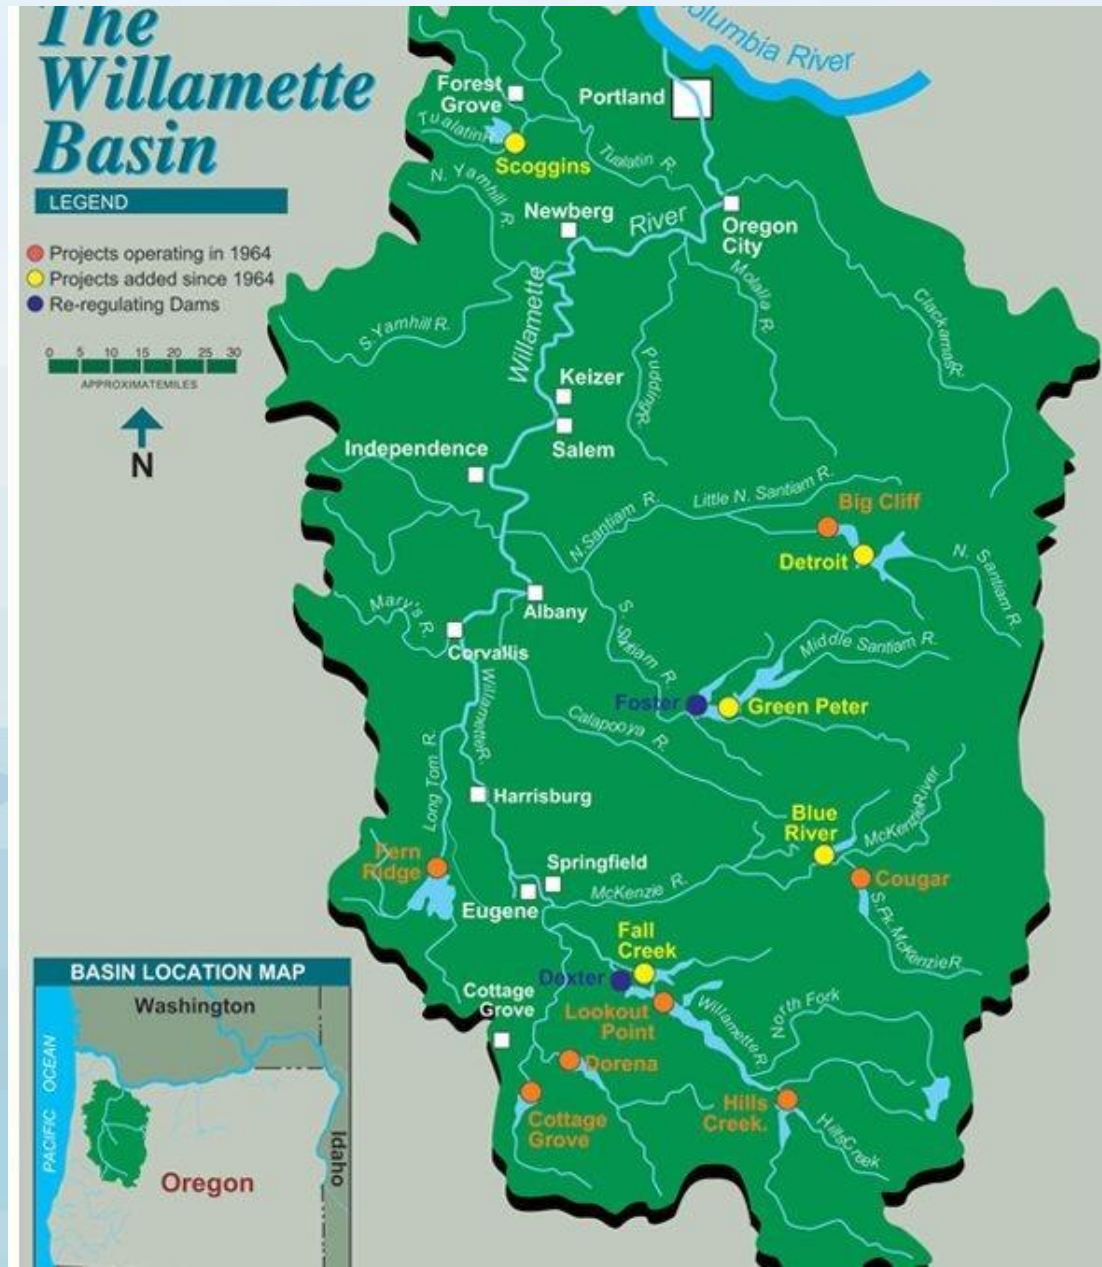 The
Willamette
Basin
LEGEND
Projects operating in 1964
Projects added since 1964
Re-regulating Dams
0 5 10 15 20 25 30
APPROXIMATEMILES
N
Columbia River
Forest
Grove
Portland
Tualatin R.
Scoggins
Tualatin R.
N. Yamhill R.
Newberg
River
Oregon
City
Molalla R.
Clackamas R.
S. Yamhill R.
Willamette
Pudding R.
Keizer
Salem
Independence
Little N. Santiam R.
N. Santiam R.
Big Cliff
Detroit
N. Santiam R.
Albany
Mary's R.
Corvallis
S. Santiam R.
Middle Santiam R.
Foster
Green Peter
Willamette R.
Calapooya R.
Long Tom R.
Harrisburg
Blue
River
McKenzie River
Fern
Ridge
Springfield
McKenzie R.
Cougar
Eugene
S. Fk. McKenzie R.
Fall
Creek
Dexter
Cottage
Grove
Lookout
Point
Willamette R.
North Fork
Dorena
Cottage
Grove
Hills
Creek.
Hills Creek
BASIN LOCATION MAP
Washington
PACIFIC OCEAN
Oregon
Idaho